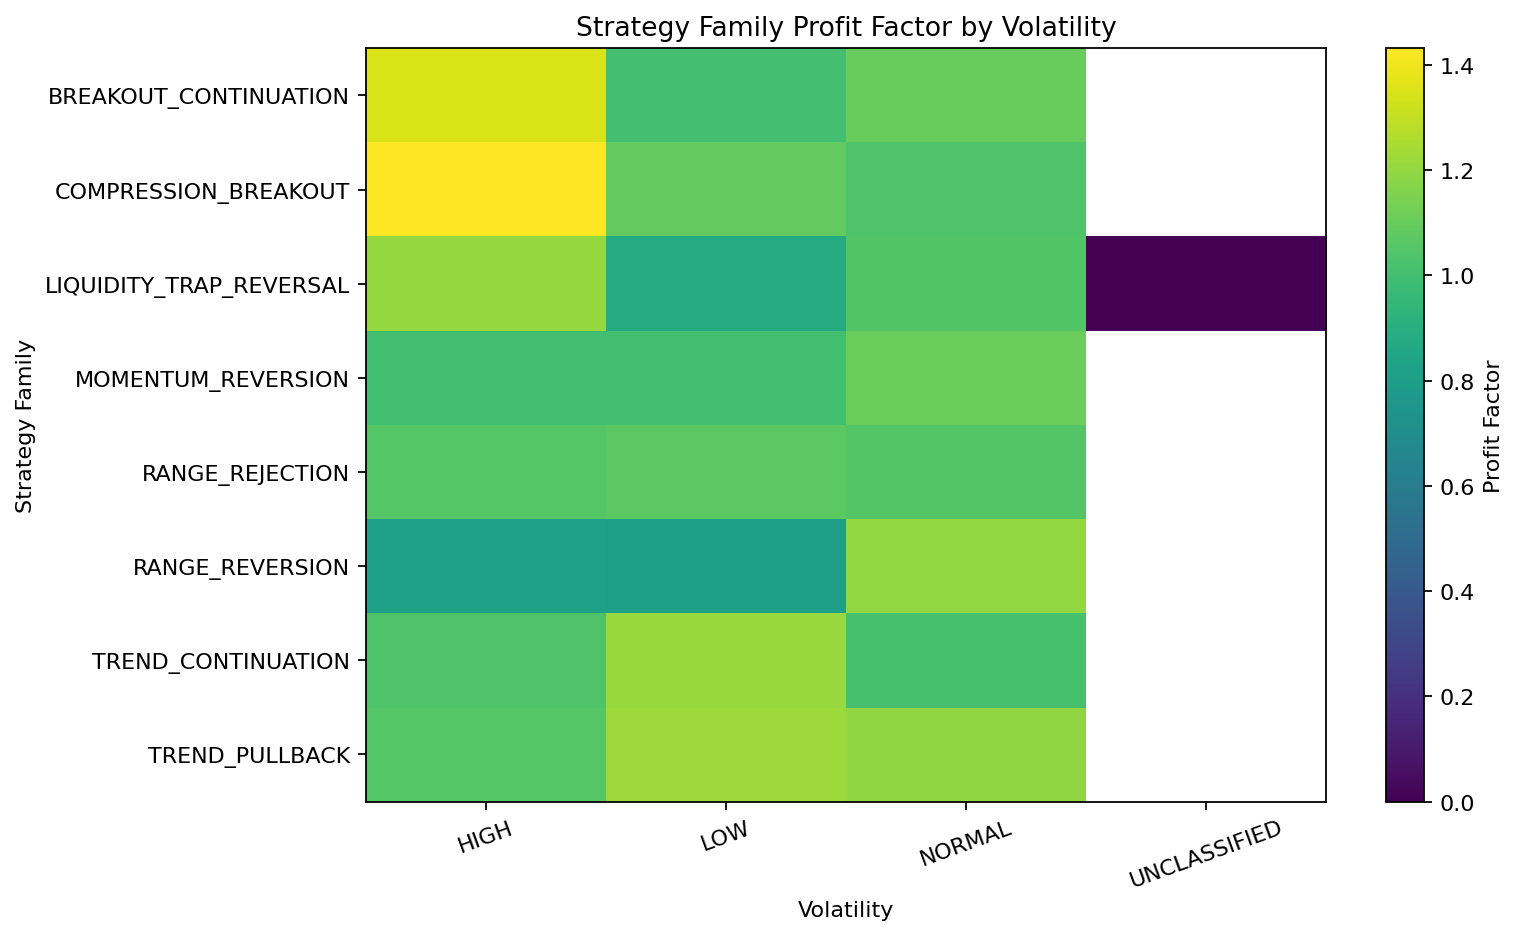 Strategy Family Profit Factor by Volatility
Strategy Family
BREAKOUT_CONTINUATION
COMPRESSION_BREAKOUT
LIQUIDITY_TRAP_REVERSAL
MOMENTUM_REVERSION
RANGE_REJECTION
RANGE_REVERSION
TREND_CONTINUATION
TREND_PULLBACK
HIGH
LOW
NORMAL
UNCLASSIFIED
Volatility
1.4
1.2
1.0
0.8
0.6
0.4
0.2
0.0
Profit Factor